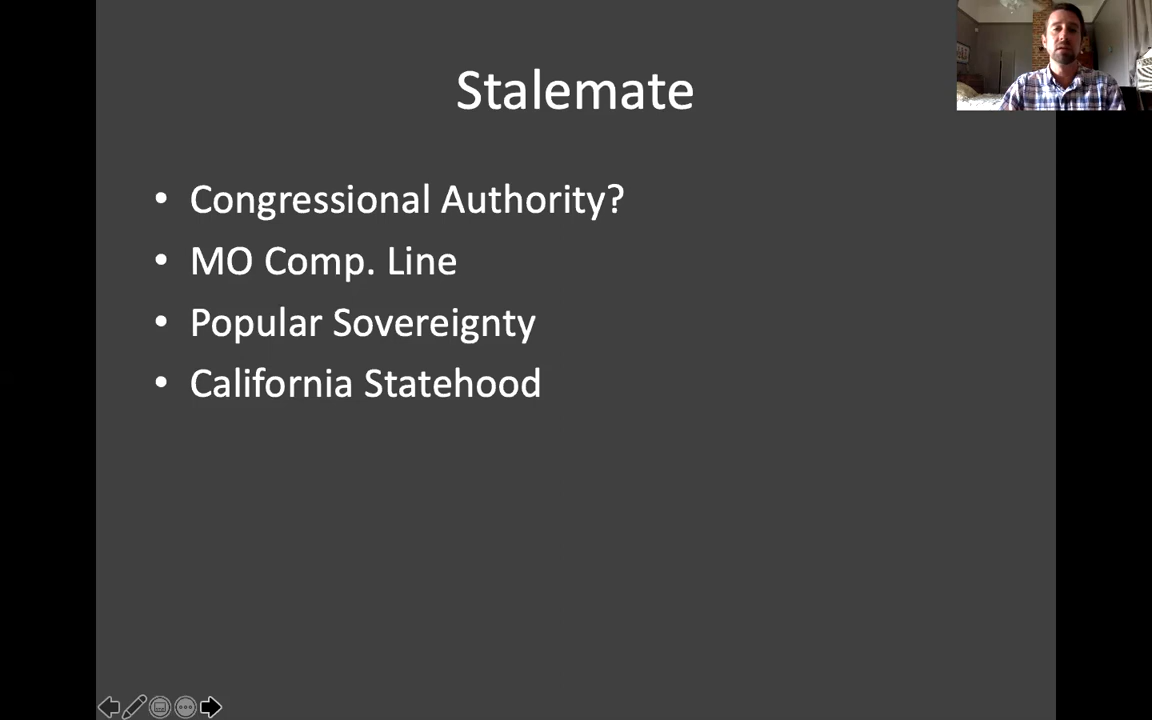 Stalemate
• Congressional Authority?
• MO Comp. Line
• Popular Sovereignty
• California Statehood